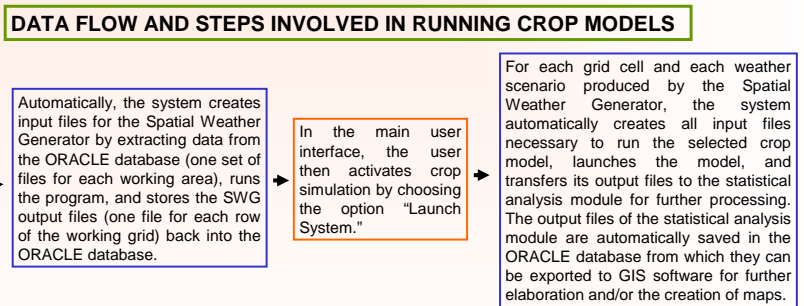 DATA FLOW AND STEPS INVOLVED IN RUNNING CROP MODELS
Automatically, the system creates
input files for the Spatial Weather
Generator by extracting data from
the ORACLE database (one set of
files for each working area), runs
the program, and stores the SWG
output files (one file for each row
of the working grid) back into the
ORACLE database.
In the main user
interface, the user
then activates crop
simulation by choosing
the option “Launch
System.”
For each grid cell and each weather
scenario produced by the Spatial
Weather Generator, the system
automatically creates all input files
necessary to run the selected crop
model, launches the model, and
transfers its output files to the statistical
analysis module for further processing.
The output files of the statistical analysis
module are automatically saved in the
ORACLE database from which they can
be exported to GIS software for further
elaboration and/or the creation of maps.